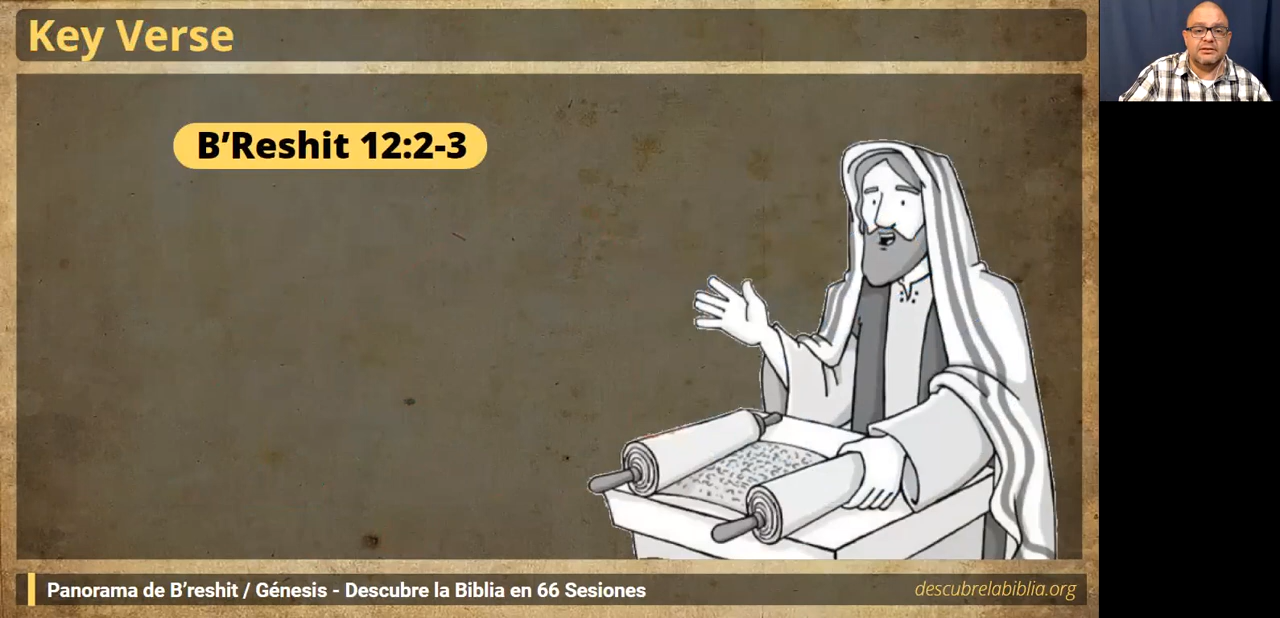 Key Verse
B’Reshit 12:2-3
Panorama de B’reshit / Génesis - Descubre la Biblia en 66 Sesiones
descubrelabiblia.org